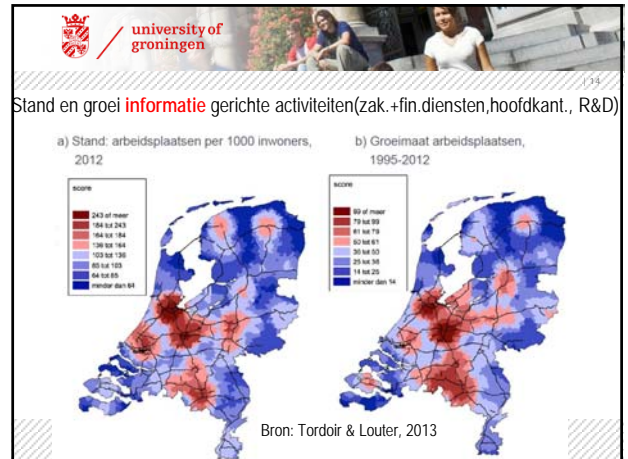 university of
groningen
| 14
Stand en groei informatie gerichte activiteiten(zak.+fin.diensten,hoofdkant., R&D)
a) Stand: arbeidsplaatsen per 1000 inwoners,
2012
score
243 of meer
184 tot 243
164 tot 184
136 tot 164
103 tot 136
85 tot 103
64 tot 85
minder dan 64
b) Groeimaat arbeidsplaatsen,
1995-2012
score
99 of meer
79 tot 99
61 tot 79
50 tot 61
36 tot 50
25 tot 36
14 tot 25
minder dan 14
Bron: Tordoir & Louter, 2013